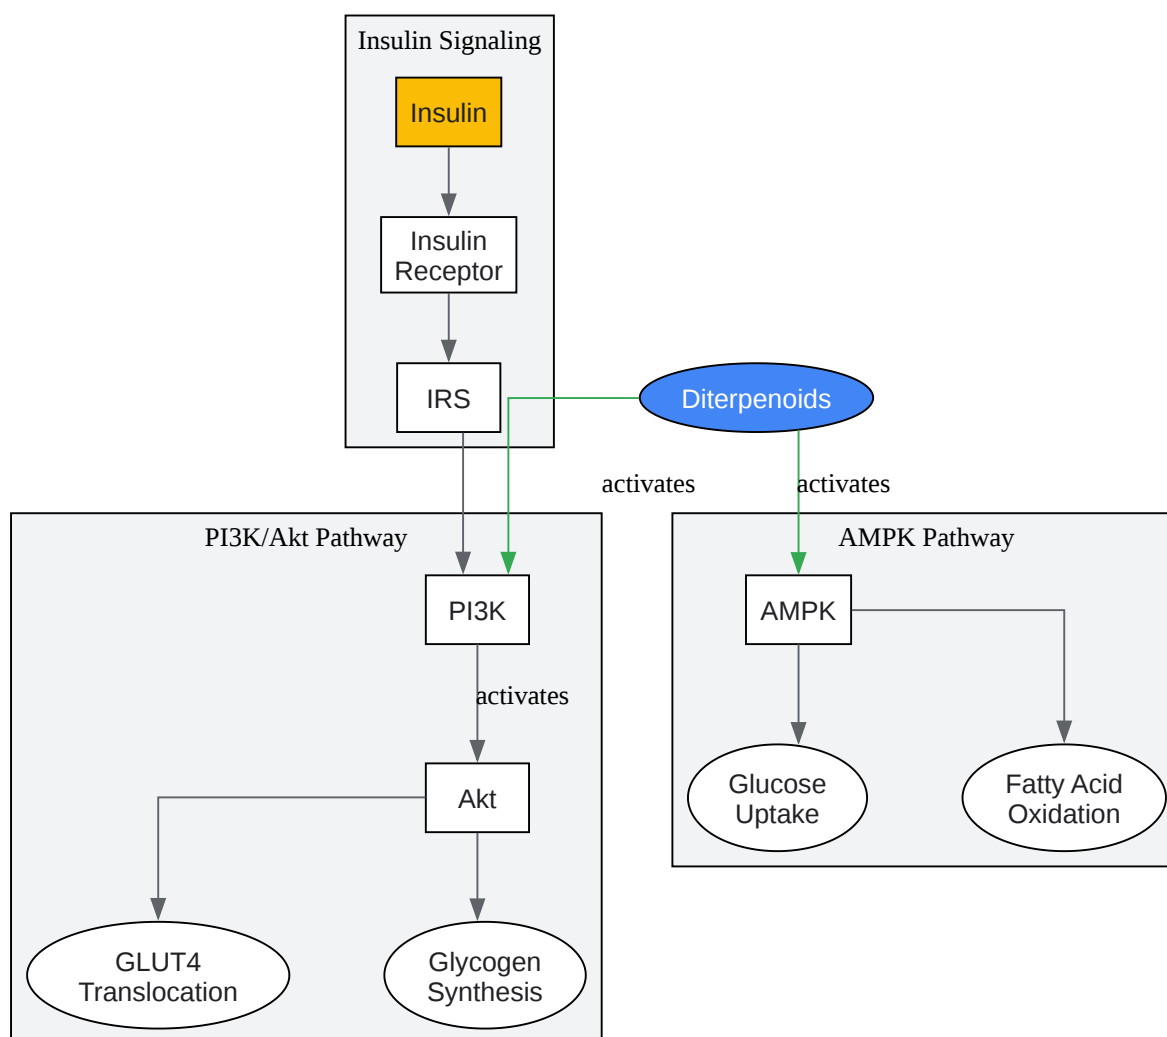 Insulin Signaling
Insulin
Insulin
Receptor
IRS
Diterpenoids
activates
activates
PI3K/Akt Pathway
AMPK Pathway
PI3K
AMPK
activates
Akt
Glucose
Uptake
Fatty Acid
Oxidation
GLUT4
Translocation
Glycogen
Synthesis